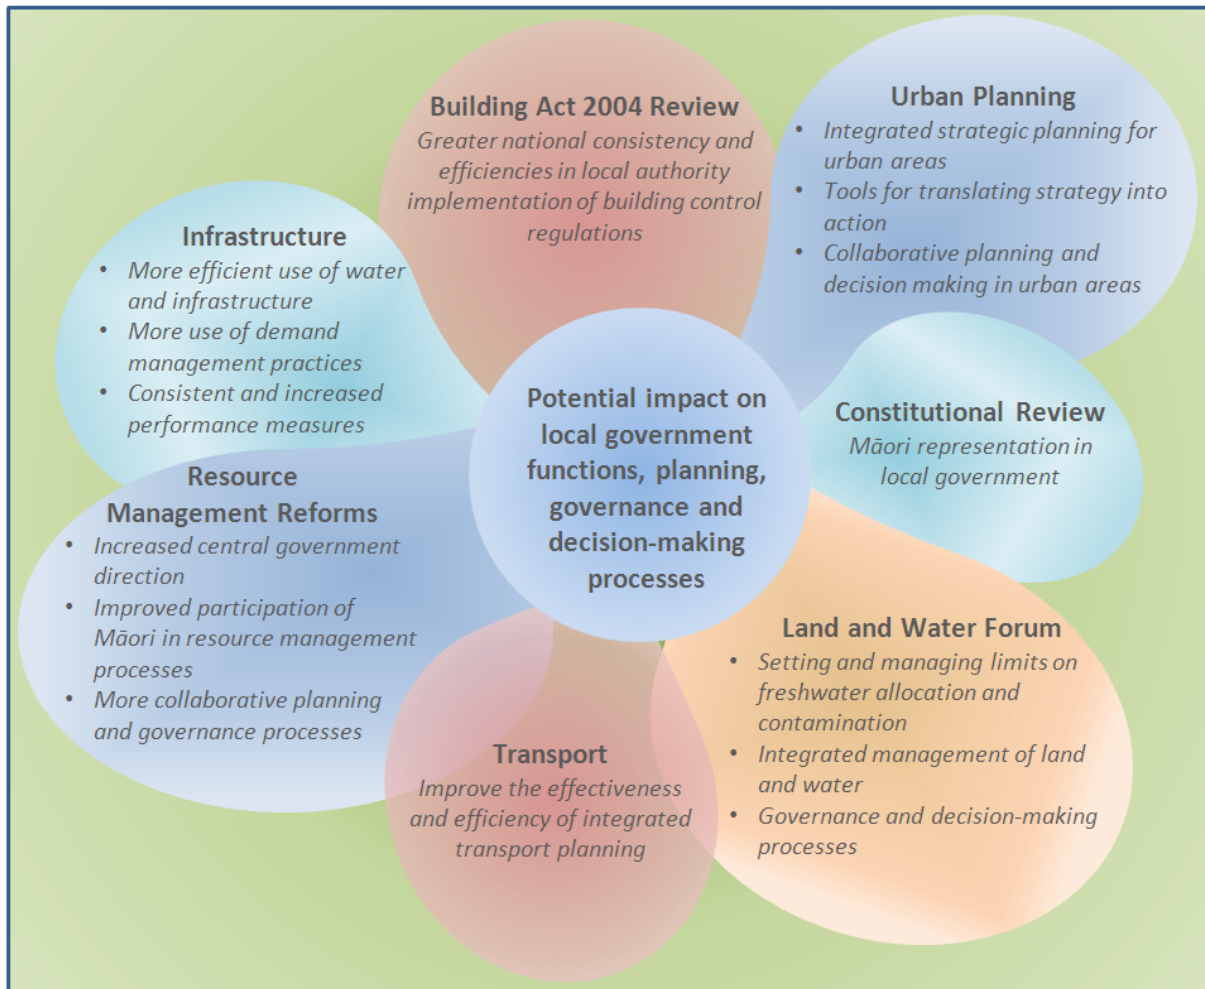 Building Act 2004 Review
Greater national consistency and
efficiencies in local authority
implementation of building control
regulations
Urban Planning
• Integrated strategic planning for
urban areas
• Tools for translating strategy into
action
• Collaborative planning and
decision making in urban areas
Infrastructure
• More efficient use of water
and infrastructure
• More use of demand
management practices
• Consistent and increased
performance measures
Potential impact on
local government
functions, planning,
governance and
decision-making
processes
Constitutional Review
Māori representation in
local government
Resource
Management Reforms
• Increased central government
direction
• Improved participation of
Māori in resource management
processes
• More collaborative planning
and governance processes
Land and Water Forum
• Setting and managing limits on
freshwater allocation and
contamination
• Integrated management of land
and water
• Governance and decision-making
processes
Transport
Improve the effectiveness
and efficiency of integrated
transport planning